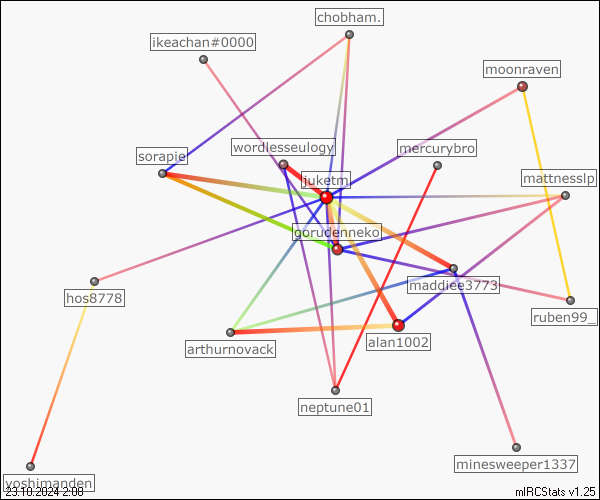 chobham.
ikeachan#0000
moonraven
wordlesseulogy
mercurybro
sorapie
juketm
mattnesslp
gorudenneko
maddiee3773
hos8778
ruben99_
arthurnovack
alan1002
neptune01
minesweeper1337
yoshimanden
23.10.2024 2:08
mIRCStats v1.25